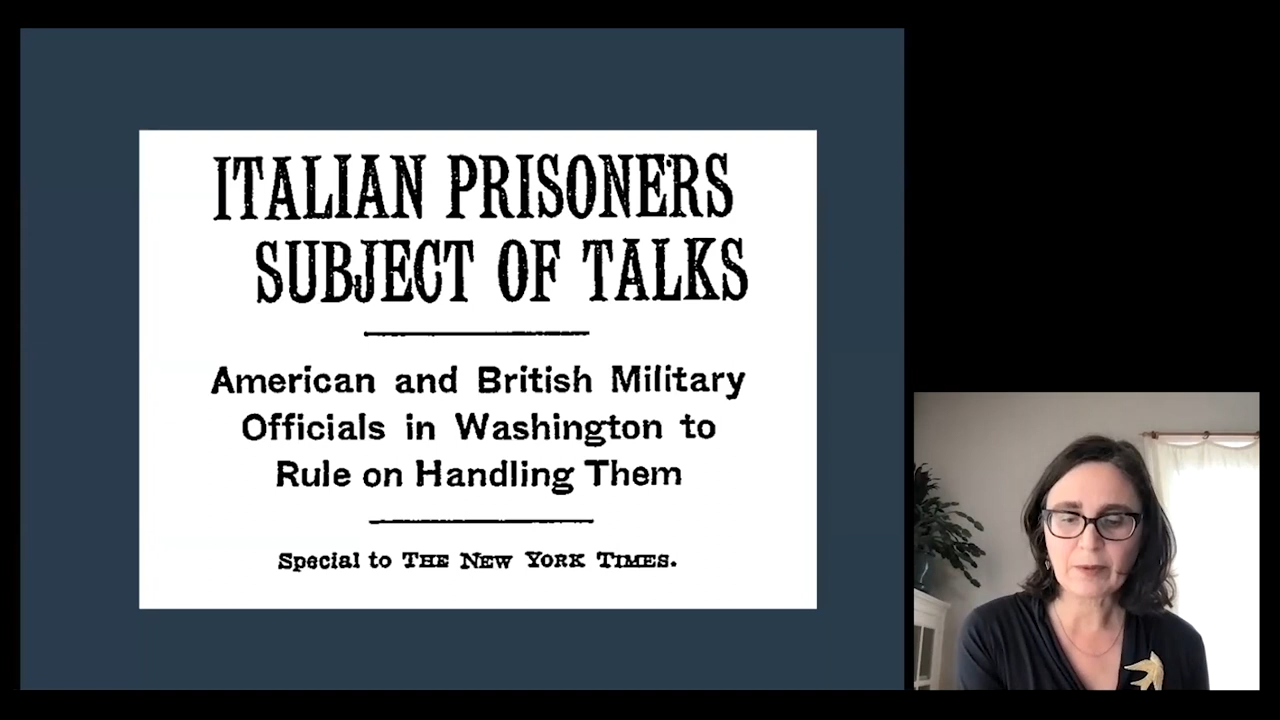 ITALIAN PRISONERS
SUBJECT OF TALKS
American and British Military
Officials in Washington to
Rule on Handling Them
Special to THE NEW YORK TIMES.